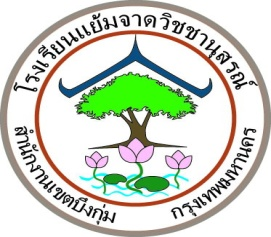 โรงเรียนแย้มจาดวิชชานุสรณ์
สำนักงานเขตบึงกุ่ม
กรุงเทพมหานคร